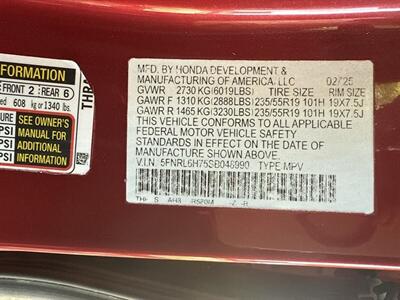 INFORMATION
FRONT 2 REAR 6
608 kg or 1340 lbs
THR
SEE OWNER'S
MANUAL FOR
ADDITIONAL
INFORMATION
PSI
PSI
MFD. BY HONDA DEVELOPMENT &
MANUFACTURING OF AMERICA, LLC 02/25
GVWR 2730 KG(6019LBS) TIRE SIZE RIM SIZE
GAWR F 1310 KG(2888LBS) 235/55R19 101H 19X7.5J
GAWR R 1465 KG(3230LBS) 235/55R19 101H 19X7.5J
THIS VEHICLE CONFORMS TO ALL APPLICABLE
FEDERAL MOTOR VEHICLE SAFETY
STANDARDS IN EFFECT ON THE DATE OF
MANUFACTURE SHOWN ABOVE.
V.I.N. 5FNRL6H75SB046990 TYPE MPV